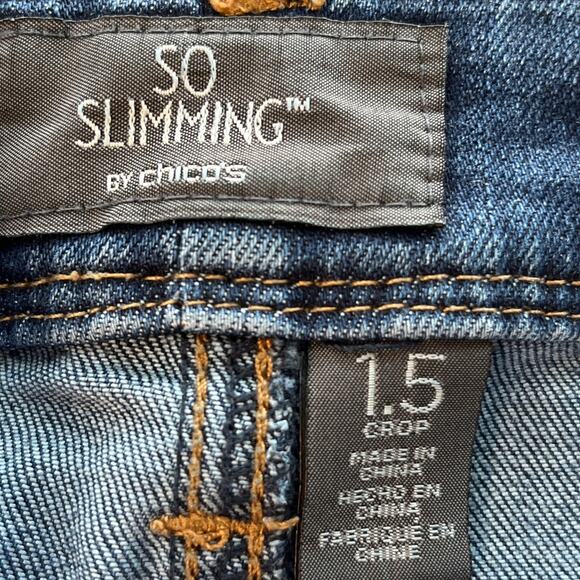 SO
SLIMMING™
BY chico's
1.5
CROP
MADE IN
CHINA
HECHO EN
CHINA
FABRIQUÉ EN
CHINE